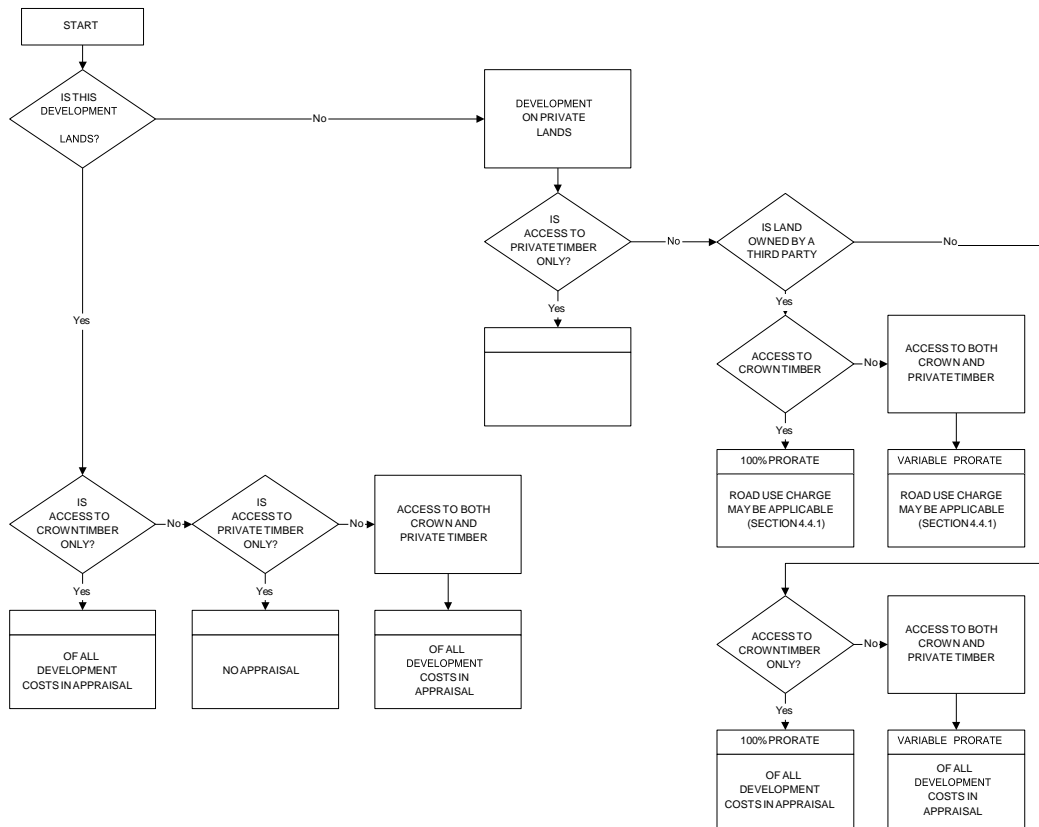 START
IS THIS
DEVELOPMENT
LANDS?
No
DEVELOPMENT
ON PRIVATE
LANDS
IS
ACCESS TO
PRIVATE TIMBER
ONLY?
No
IS LAND
OWNED BY A
THIRD PARTY
No
Yes
Yes
Yes
ACCESS TO
CROWN TIMBER
No
ACCESS TO BOTH
CROWN AND
PRIVATE TIMBER
Yes
100% PRORATE
ROAD USE CHARGE
MAY BE APPLICABLE
(SECTION 4.4.1)
VARIABLE PRORATE
ROAD USE CHARGE
MAY BE APPLICABLE
(SECTION 4.4.1)
IS
ACCESS TO
CROWN TIMBER
ONLY?
No
IS
ACCESS TO
PRIVATE TIMBER
ONLY?
No
ACCESS TO BOTH
CROWN AND
PRIVATE TIMBER
Yes
Yes
OF ALL
DEVELOPMENT
COSTS IN APPRAISAL
NO APPRAISAL
OF ALL
DEVELOPMENT
COSTS IN
APPRAISAL
ACCESS TO
CROWN TIMBER
ONLY?
No
ACCESS TO BOTH
CROWN AND
PRIVATE TIMBER
Yes
100% PRORATE
OF ALL
DEVELOPMENT
COSTS IN APPRAISAL
VARIABLE PRORATE
OF ALL
DEVELOPMENT
COSTS IN
APPRAISAL